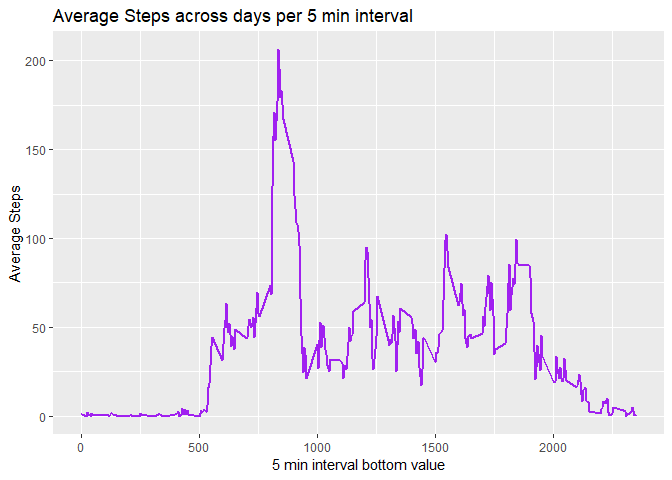 Average Steps across days per 5 min interval
Average Steps
200
150
100
50
0
0 500 1000 1500 2000
5 min interval bottom value